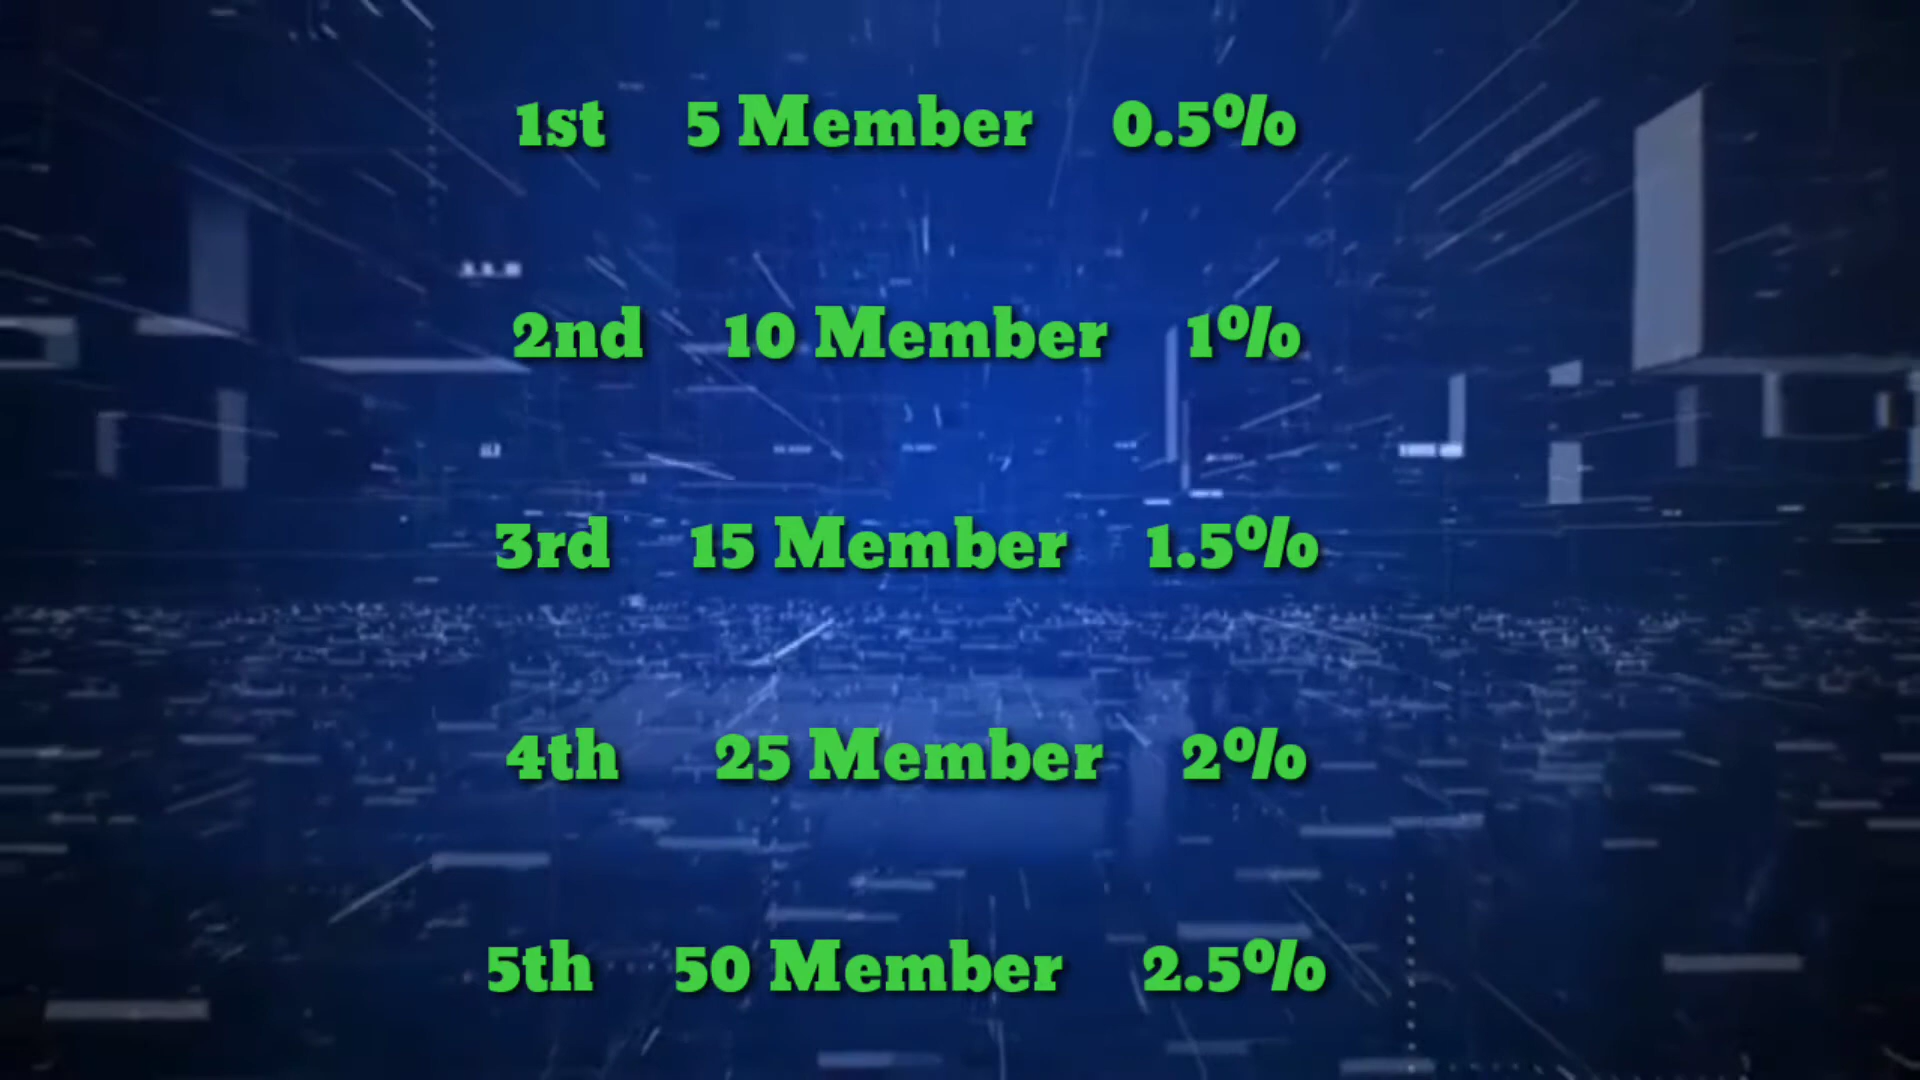 1st 5 Member 0.5%
2nd 10 Member 1%
3rd 15 Member 1.5%
4th 25 Member 2%
5th 50 Member 2.5%